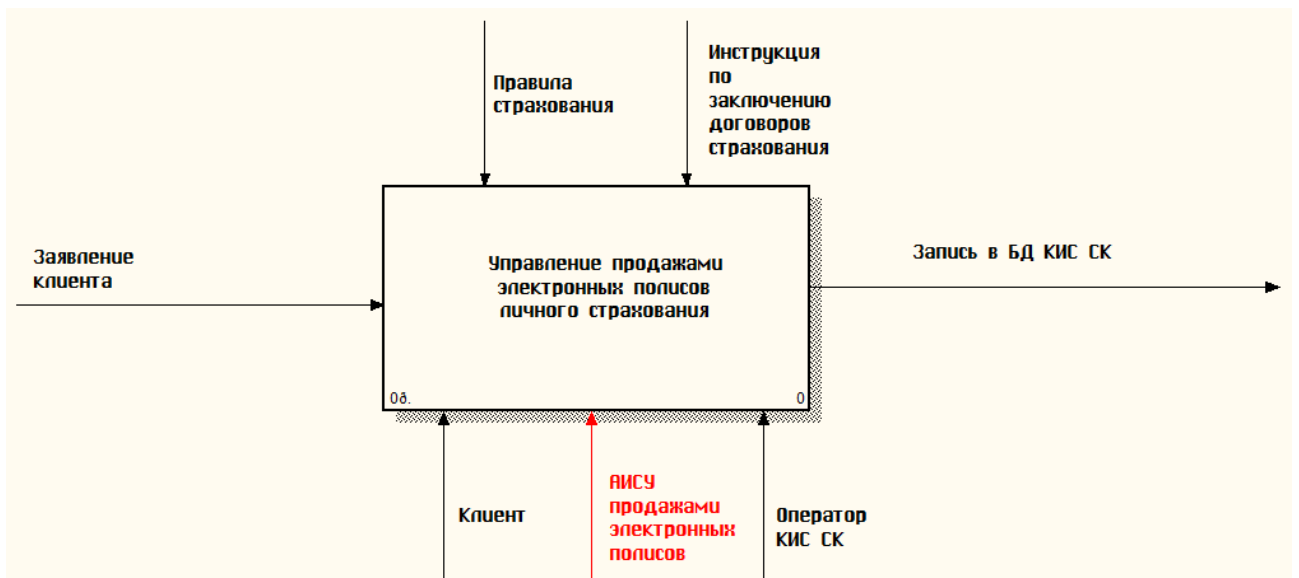 Правила
страхования
Инструкция
по
заключению
договоров
страхования
Заявление
клиента
Управление продажами
электронных полисов
личного страхования
Запись в БД КИС СК
0д.
0
Клиент
АИСУ
продажами
электронных
полисов
Оператор
КИС СК